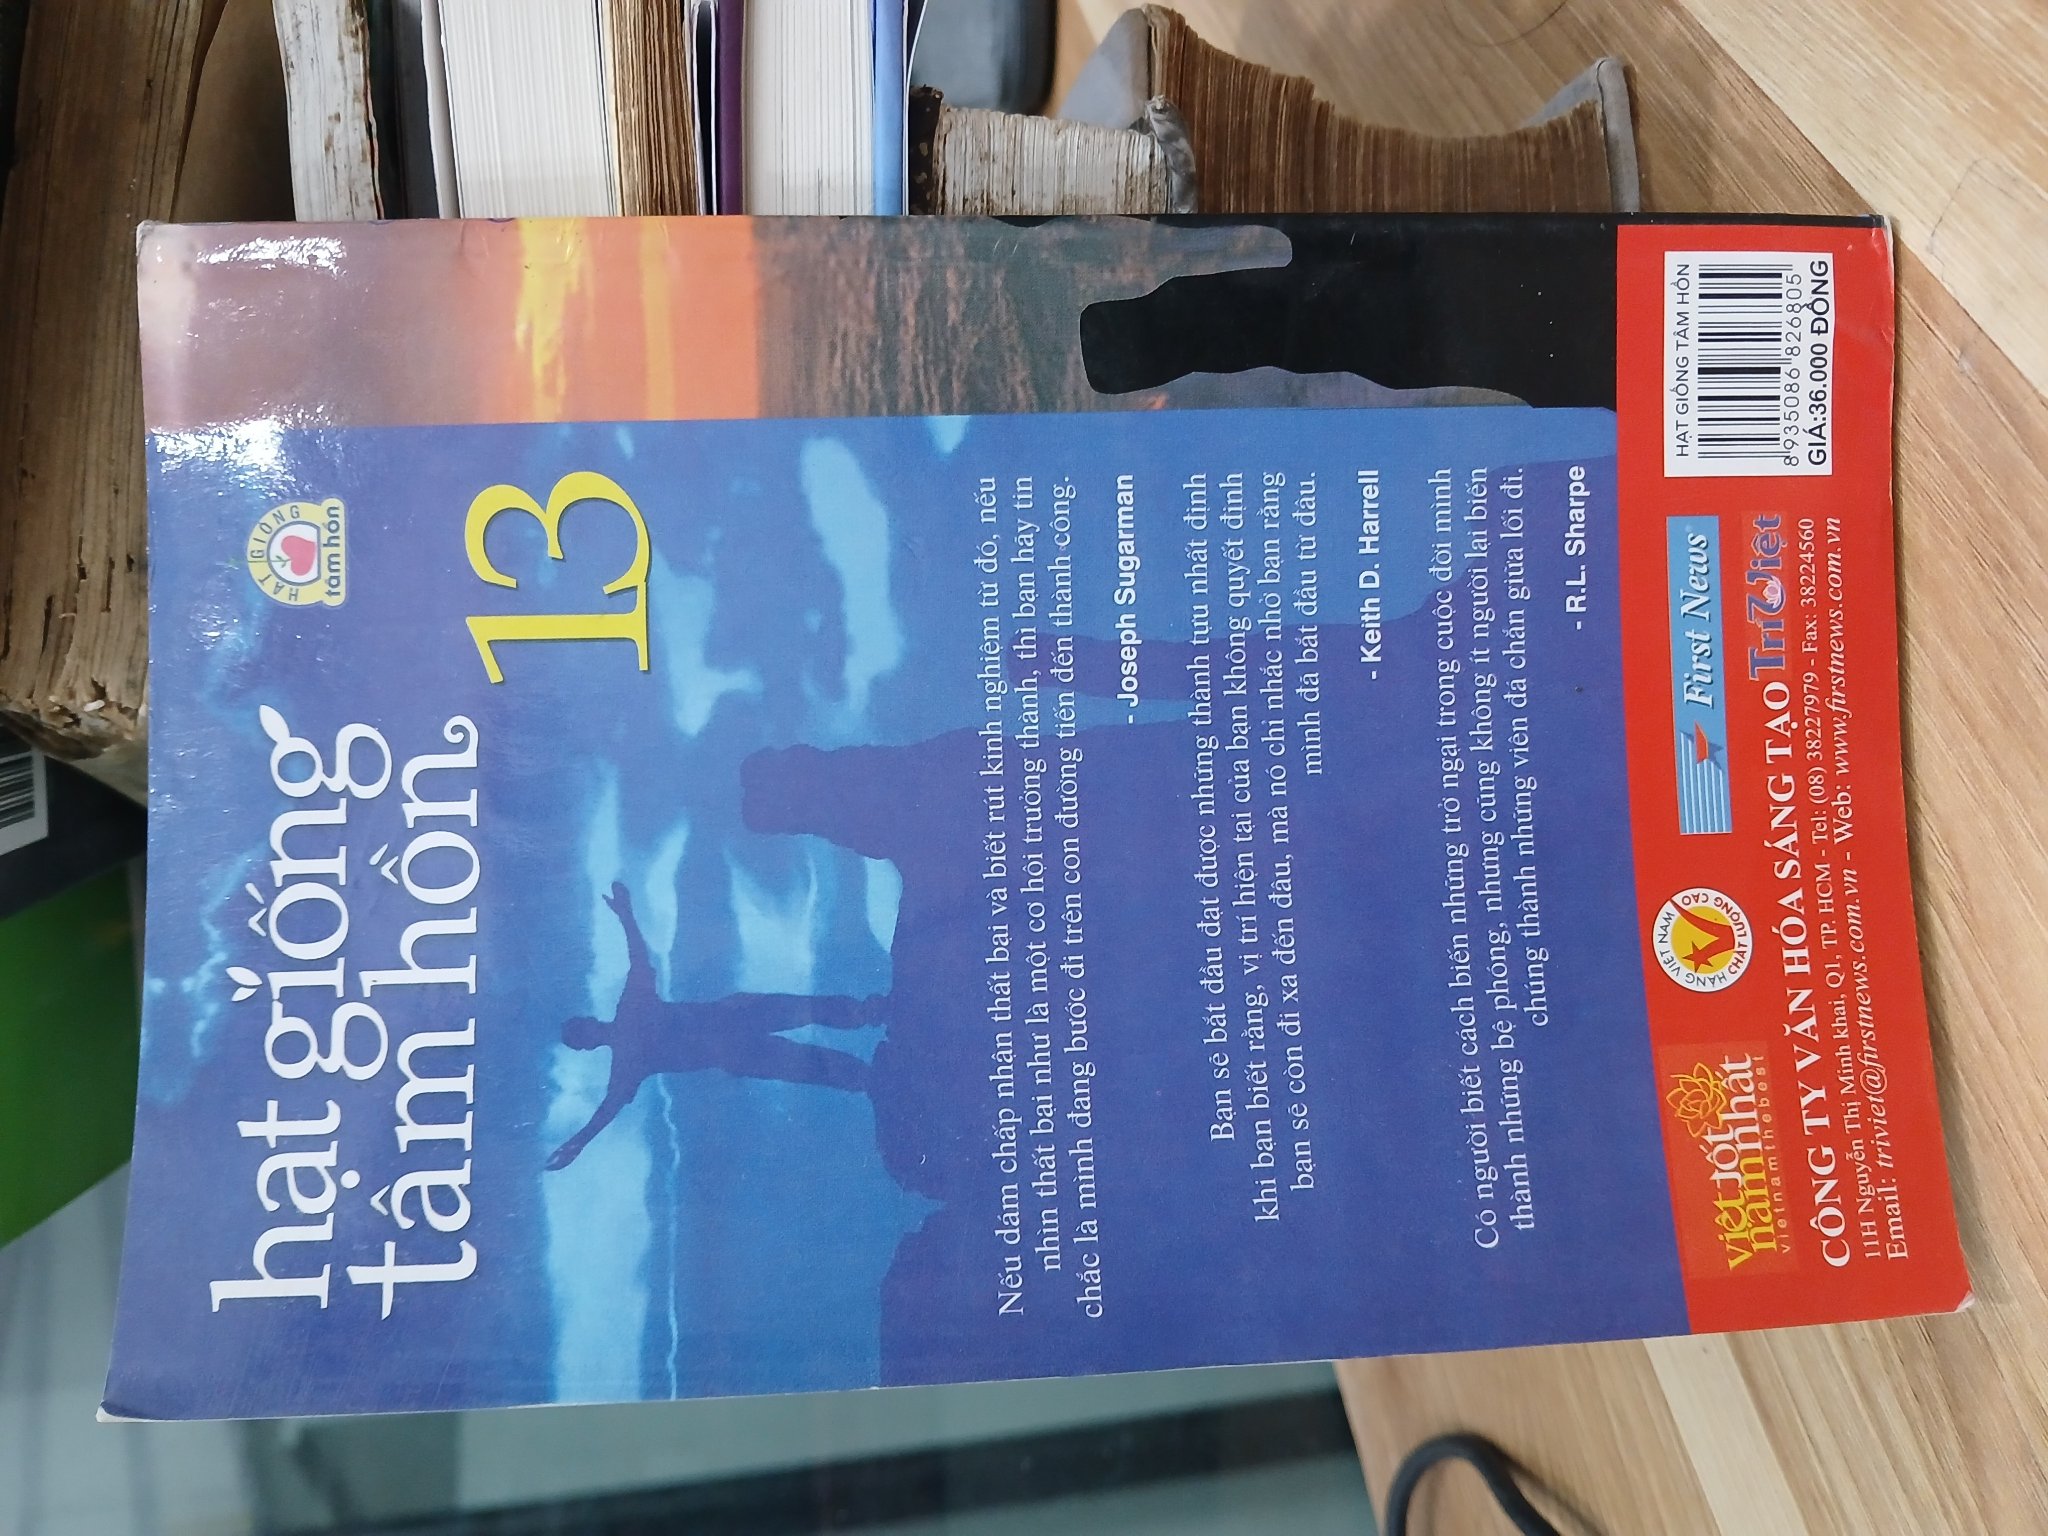 HẠT GIỐNG
tâm hồn
hạt giống
tâm hồn
13
Nếu dám chấp nhận thất bại và biết rút kinh nghiệm từ đó, nếu
nhìn thất bại như là một cơ hội trưởng thành, thì bạn hãy tin
chắc là mình đang bước đi trên con đường tiến đến thành công.
- Joseph Sugarman
Bạn sẽ bắt đầu đạt được những thành tựu nhất định
khi bạn biết rằng, vị trí hiện tại của bạn không quyết định
bạn sẽ còn đi xa đến đâu, mà nó chỉ nhắc nhở bạn rằng
mình đã bắt đầu từ đâu.
- Keith D. Harrell
Có người biết cách biến những trở ngại trong cuộc đời mình
thành những bệ phóng, nhưng cũng không ít người lại biến
chúng thành những viên đá chắn giữa lối đi.
- R.L. Sharpe
việt nam tốt nhất
vietnamthebest
HÀNG VIỆT NAM
CHẤT LƯỢNG CAO
First News
Trí Việt
CÔNG TY VĂN HÓA SÁNG TẠO
11H Nguyễn Thị Minh Khai, Q1, TP. HCM - Tel: (08) 38227979 - Fax: 38224560
Email: triviet@firstnews.com.vn - Web: www.firstnews.com.vn
HẠT GIỐNG TÂM HỒN
8935086826805
GIÁ:36.000 ĐỒNG